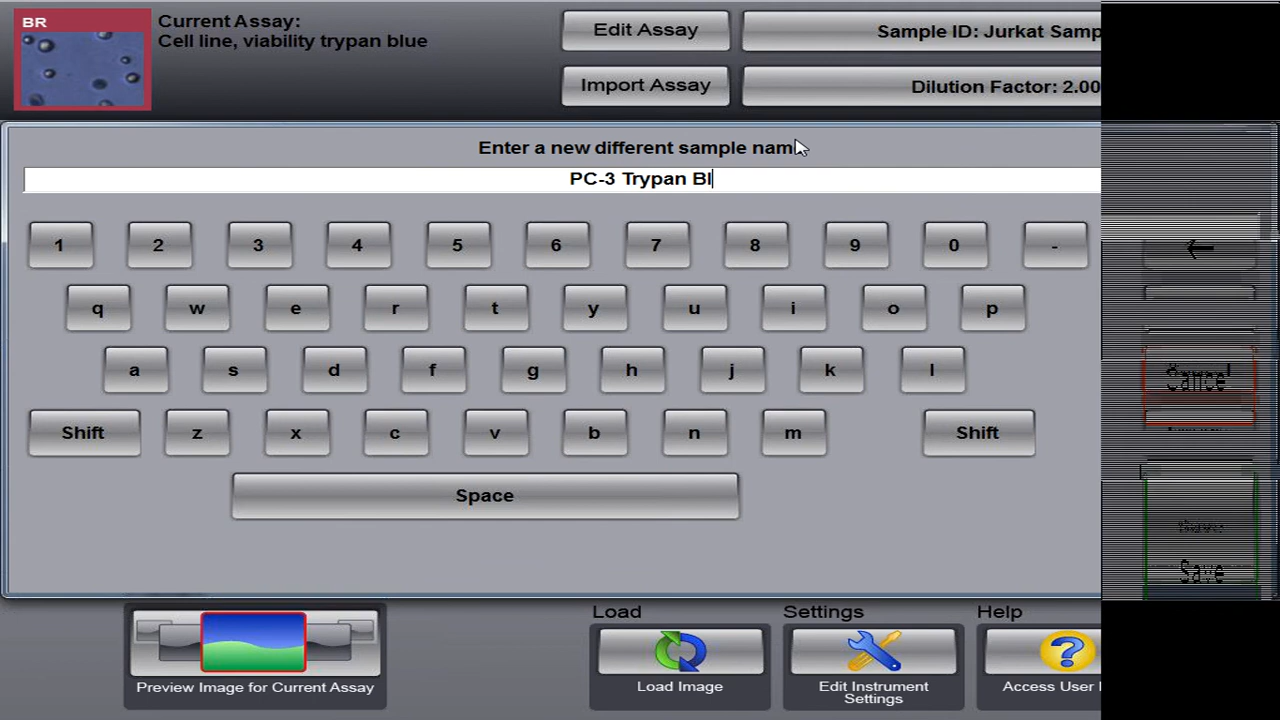 BR
Current Assay:
Cell line, viability trypan blue
Edit Assay
Sample ID: Jurkat Samp
Import Assay
Dilution Factor: 2.00
Enter a new different sample name
PC-3 Trypan Bl
1 2 3 4 5 6 7 8 9 0 -
q w e r t y u i o p
a s d f g h j k l
Cancel
Shift z x c v b n m Shift
Space
Save
Load
Settings
Help
Preview Image for Current Assay
Load Image
Edit Instrument
Settings
Access User